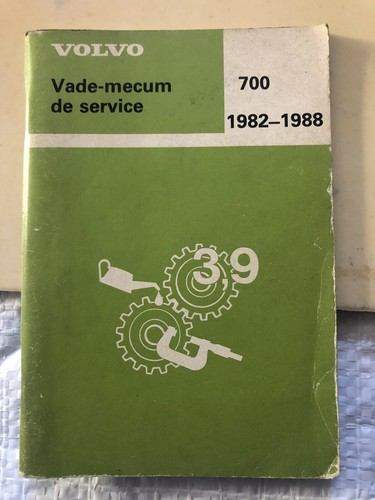 VOLVO
Vade-mecum
de service
700
1982–1988
39